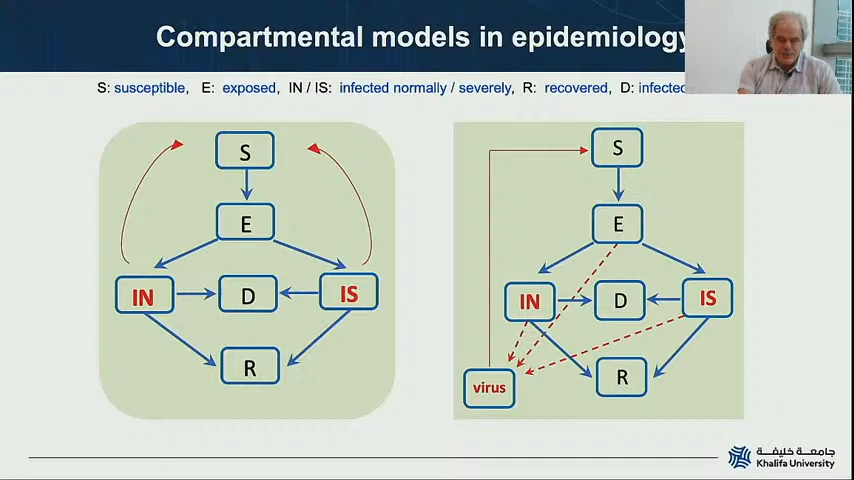 Compartmental models in epidemiology
S: susceptible, E: exposed, IN / IS: infected normally / severely, R: recovered, D: infected
S
E
IN
D
IS
R
S
E
IN
D
IS
R
virus
جامعة خليفة
Khalifa University